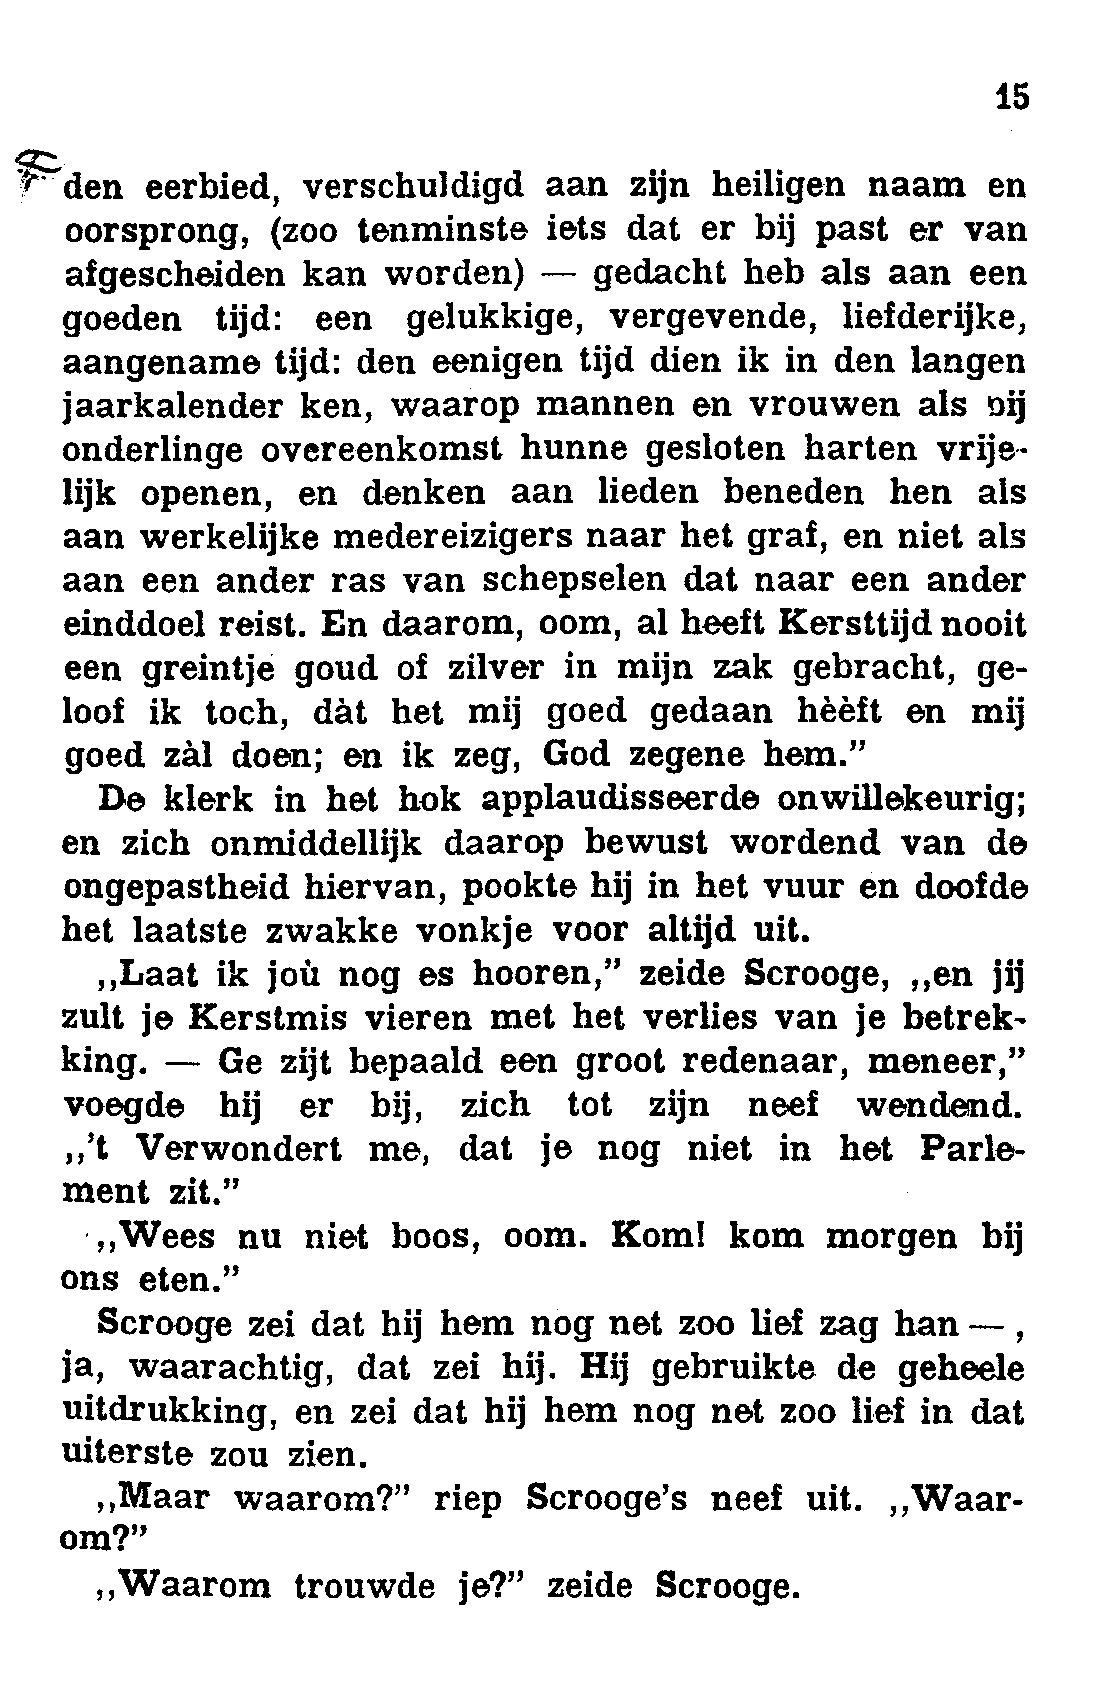 15
den eerbied, verschuldigd aan zijn heiligen naam en
oorsprong, (zoo tenminste iets dat er bij past er van
afgescheiden kan worden) — gedacht heb als aan een
goeden tijd: een gelukkige, vergevende, liefderijke,
aangename tijd: den eenigen tijd dien ik in den langen
jaarkalender ken, waarop mannen en vrouwen als bij
onderlinge overeenkomst hunne gesloten harten vrije-
lijk openen, en denken aan lieden beneden hen als
aan werkelijke medereizigers naar het graf, en niet als
aan een ander ras van schepselen dat naar een ander
einddoel reist. En daarom, oom, al heeft Kersttijd nooit
een greintje goud of zilver in mijn zak gebracht, ge-
loof ik toch, dàt het mij goed gedaan hèèft en mij
goed zàl doen; en ik zeg, God zegene hem.”
De klerk in het hok applaudisseerde onwillekeurig;
en zich onmiddellijk daarop bewust wordend van de
ongepastheid hiervan, pookte hij in het vuur en doofde
het laatste zwakke vonkje voor altijd uit.
,,Laat ik joù nog es hooren,” zeide Scrooge, ,,en jij
zult je Kerstmis vieren met het verlies van je betrek-
king. — Ge zijt bepaald een groot redenaar, meneer,”
voegde hij er bij, zich tot zijn neef wendend.
,,’t Verwondert me, dat je nog niet in het Parle-
ment zit.”
,,Wees nu niet boos, oom. Kom! kom morgen bij
ons eten.”
Scrooge zei dat hij hem nog net zoo lief zag han — ,
ja, waarachtig, dat zei hij. Hij gebruikte de geheele
uitdrukking, en zei dat hij hem nog net zoo lief in dat
uiterste zou zien.
,,Maar waarom?” riep Scrooge’s neef uit. ,,Waar-
om?”
,,Waarom trouwde je?” zeide Scrooge.